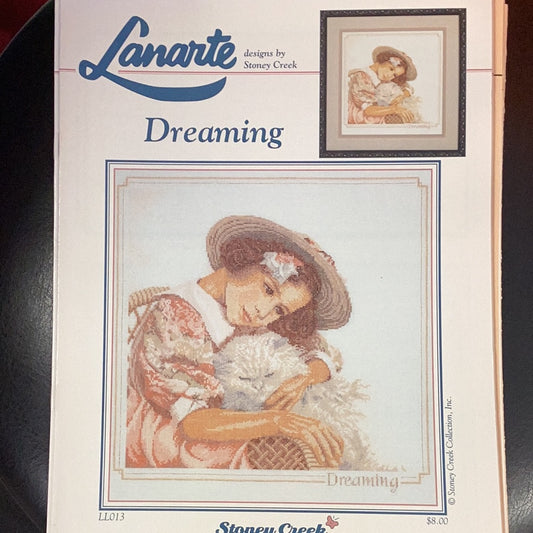 Lanarte
designs by
Stoney Creek
Dreaming
Dreaming
© Stoney Creek Collection, Inc.
LL013
Stoney Creek
$8.00